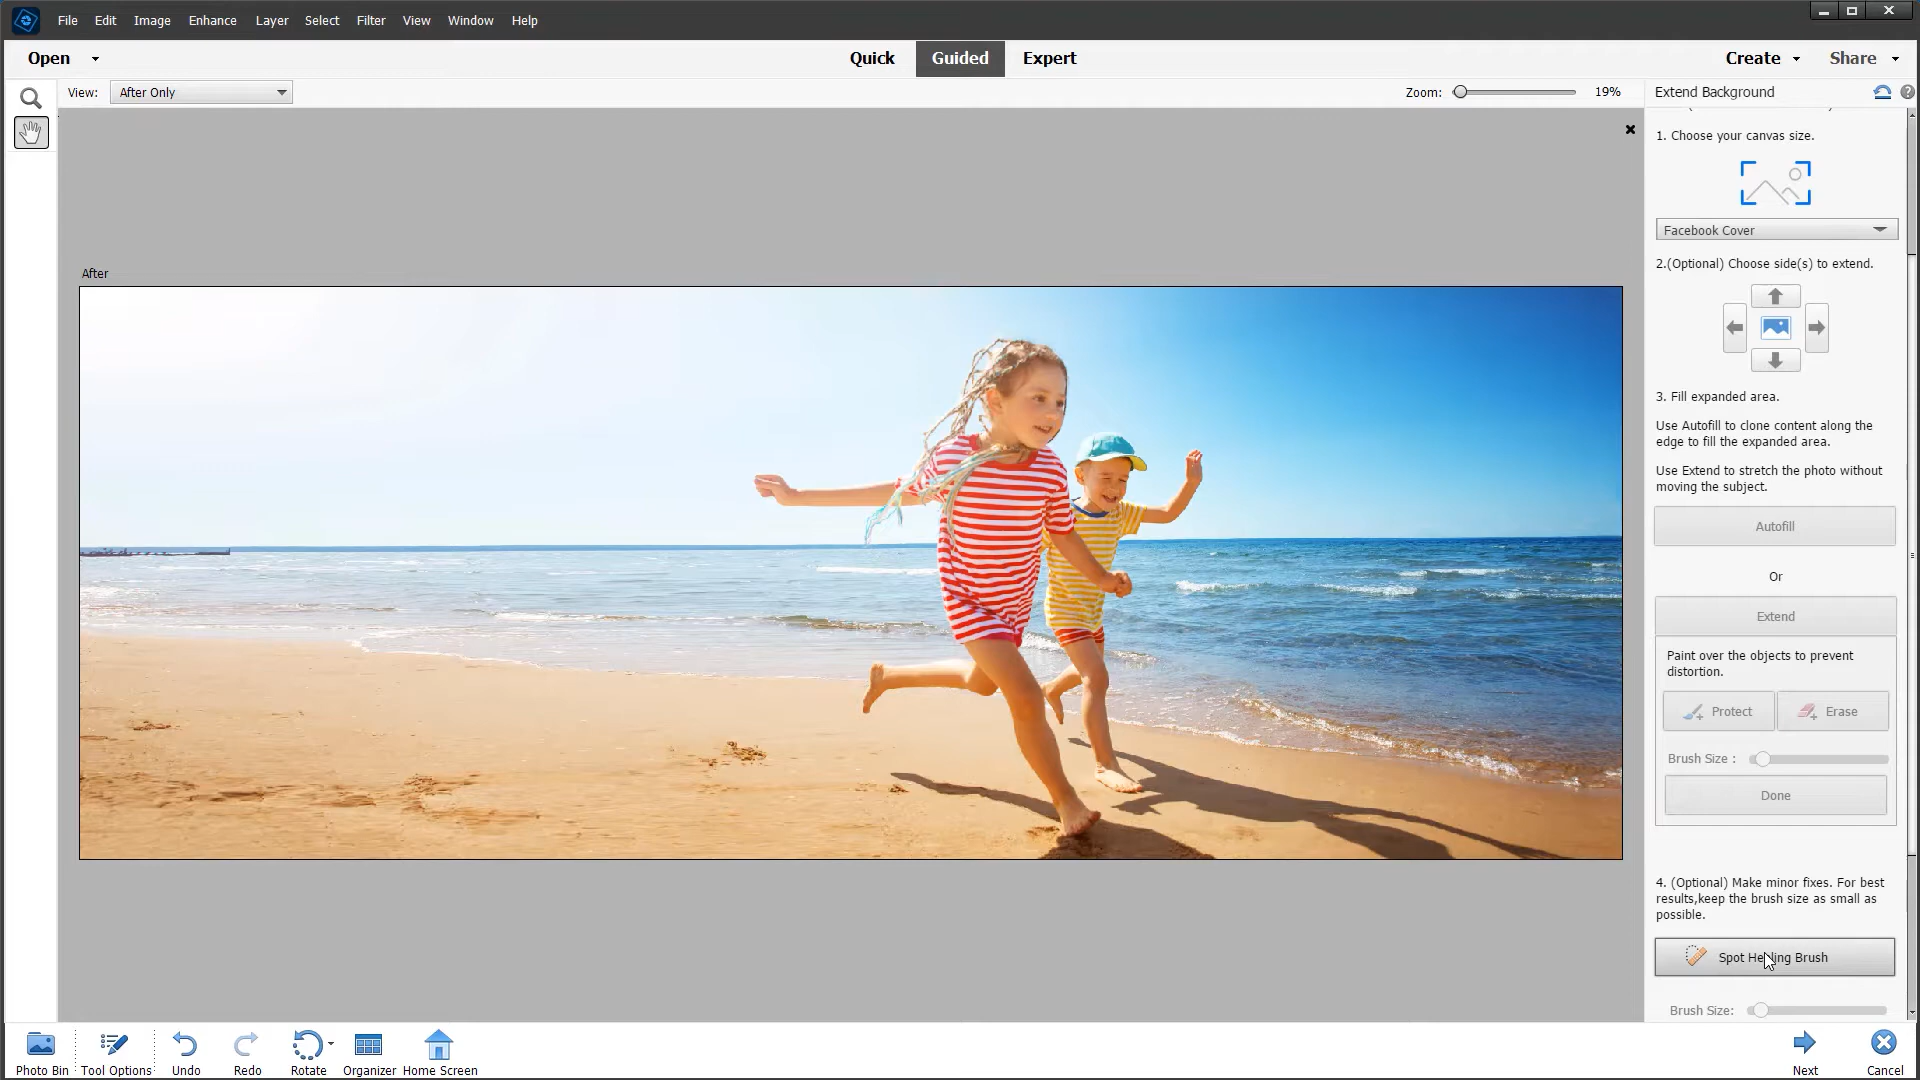 File Edit Image Enhance Layer Select Filter View Window Help
Open Quick Guided Expert Create Share
View: After Only Zoom: 19% Extend Background
1. Choose your canvas size.
Facebook Cover
2.(Optional) Choose side(s) to extend.
After
3. Fill expanded area.
Use Autofill to clone content along the
edge to fill the expanded area.
Use Extend to stretch the photo without
moving the subject.
Autofill
Or
Extend
Paint over the objects to prevent
distortion.
Protect Erase
Brush Size :
Done
4. (Optional) Make minor fixes. For best
results,keep the brush size as small as
possible.
Spot Healing Brush
Brush Size:
Photo Bin Tool Options Undo Redo Rotate Organizer Home Screen Next Cancel